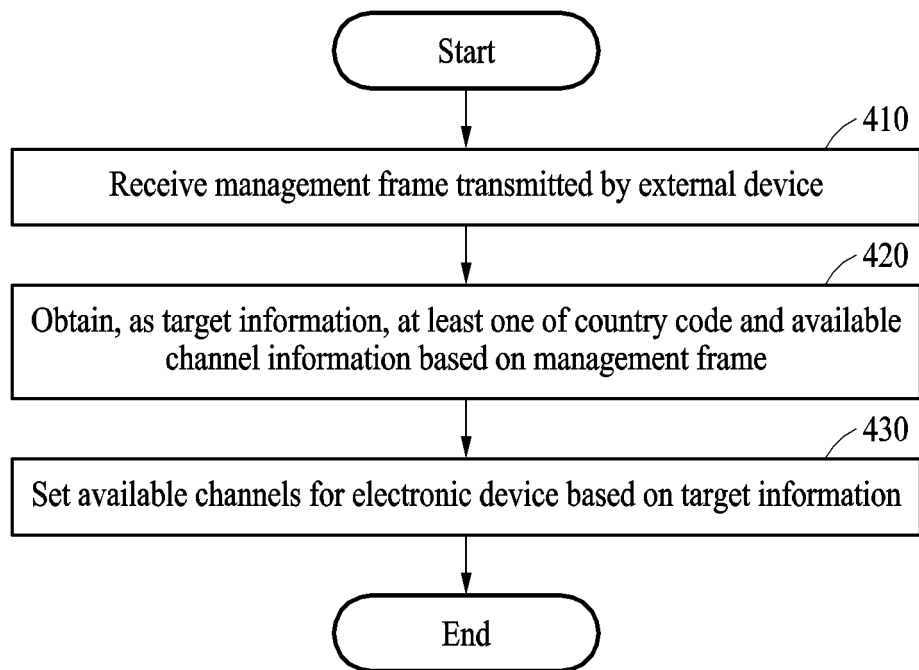 Start
410
Receive management frame transmitted by external device
420
Obtain, as target information, at least one of country code and available
channel information based on management frame
430
Set available channels for electronic device based on target information
End